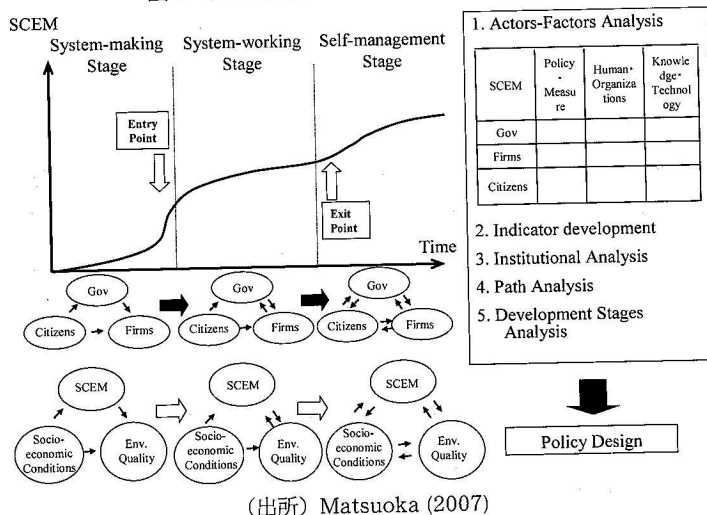 SCEM
System-making
Stage
System-working
Stage
Self-management
Stage
Entry
Point
Exit
Point
Time
Gov
Citizens
Firms
Gov
Citizens
Firms
Gov
Citizens
Firms
SCEM
Socio-
economic
Conditions
Env.
Quality
SCEM
Socio-
economic
Conditions
Env.
Quality
SCEM
Socio-
economic
Conditions
Env.
Quality
1. Actors-Factors Analysis
SCEM
Policy
・
Measu
re
Human・
Organiza
tions
Knowle
dge・
Technol
ogy
Gov
Firms
Citizens
2. Indicator development
3. Institutional Analysis
4. Path Analysis
5. Development Stages
Analysis
Policy Design
(出所) Matsuoka (2007)